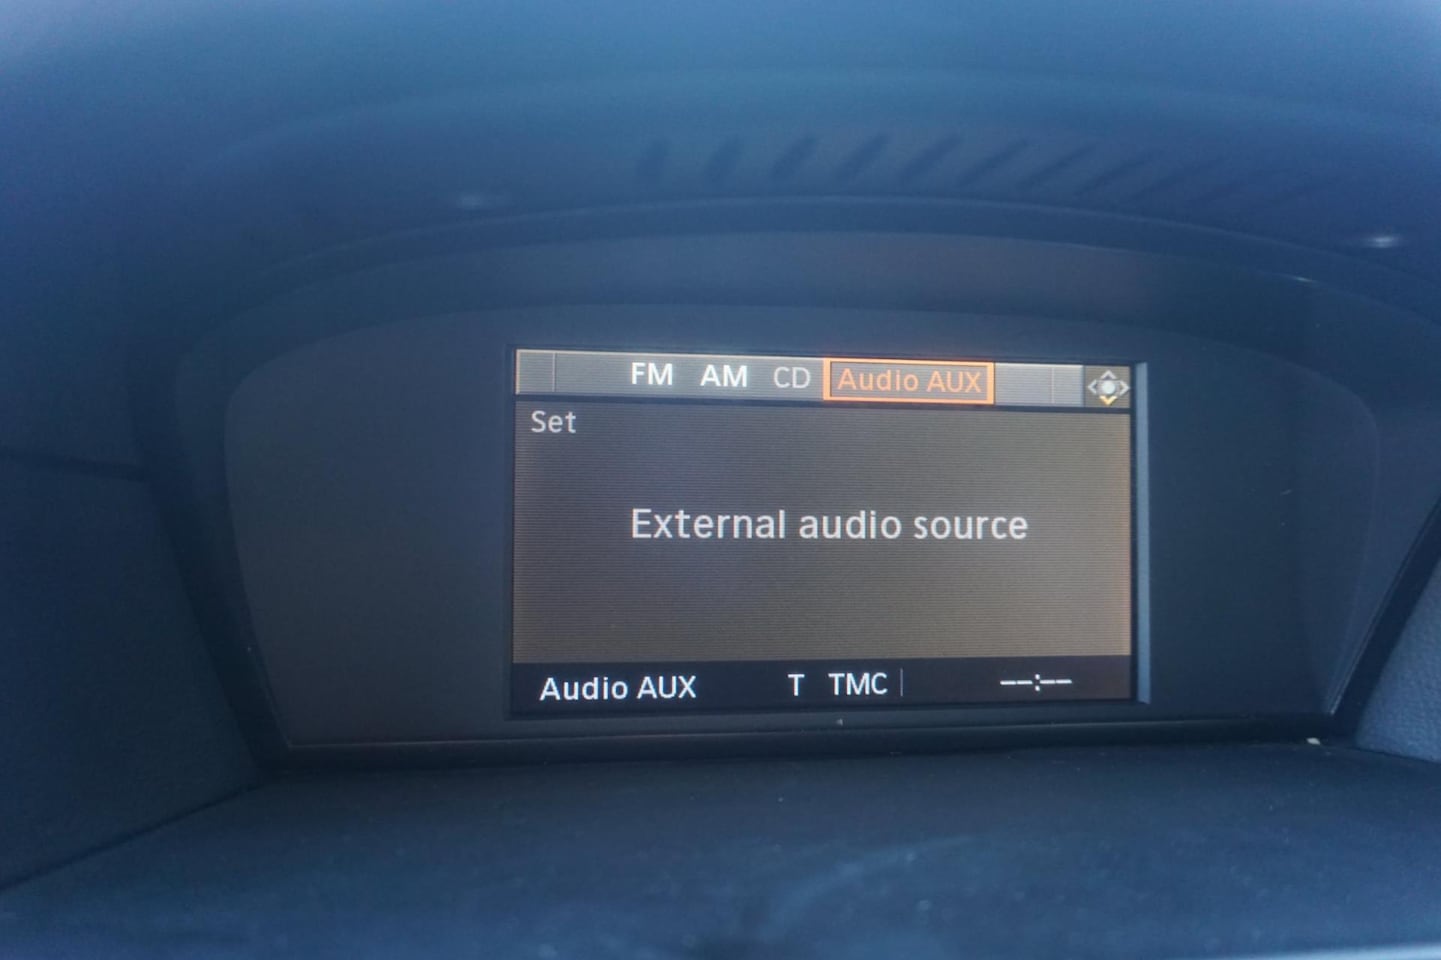 FM AM CD Audio AUX
Set
External audio source
Audio AUX T TMC --:--